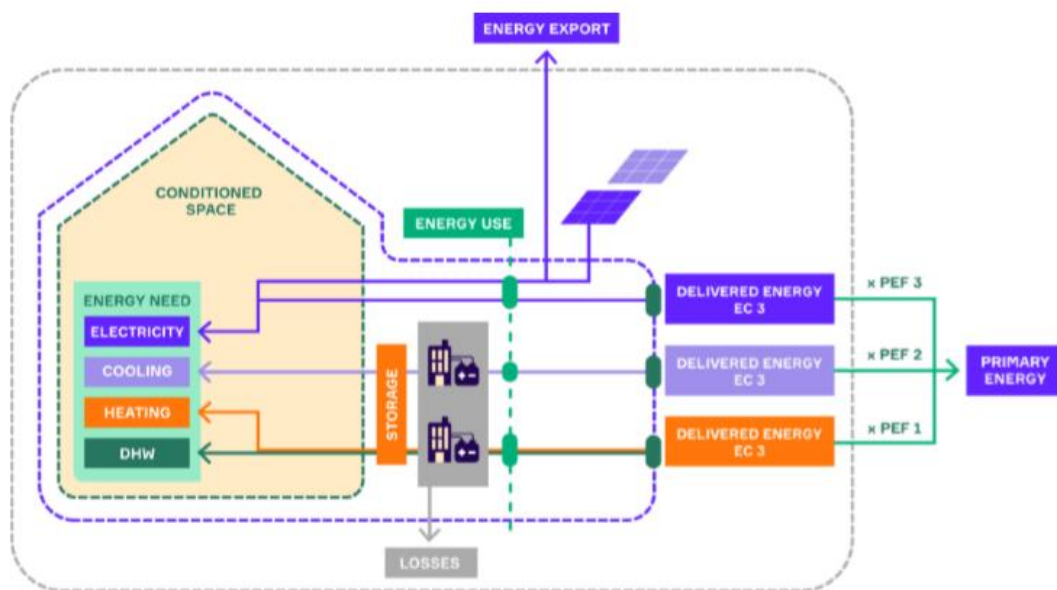 ENERGY EXPORT
CONDITIONED
SPACE
ENERGY USE
ENERGY NEED
ELECTRICITY
COOLING
HEATING
DHW
STORAGE
LOSSES
DELIVERED ENERGY
EC 3
DELIVERED ENERGY
EC 3
DELIVERED ENERGY
EC 3
x PEF 3
x PEF 2
x PEF 1
PRIMARY
ENERGY